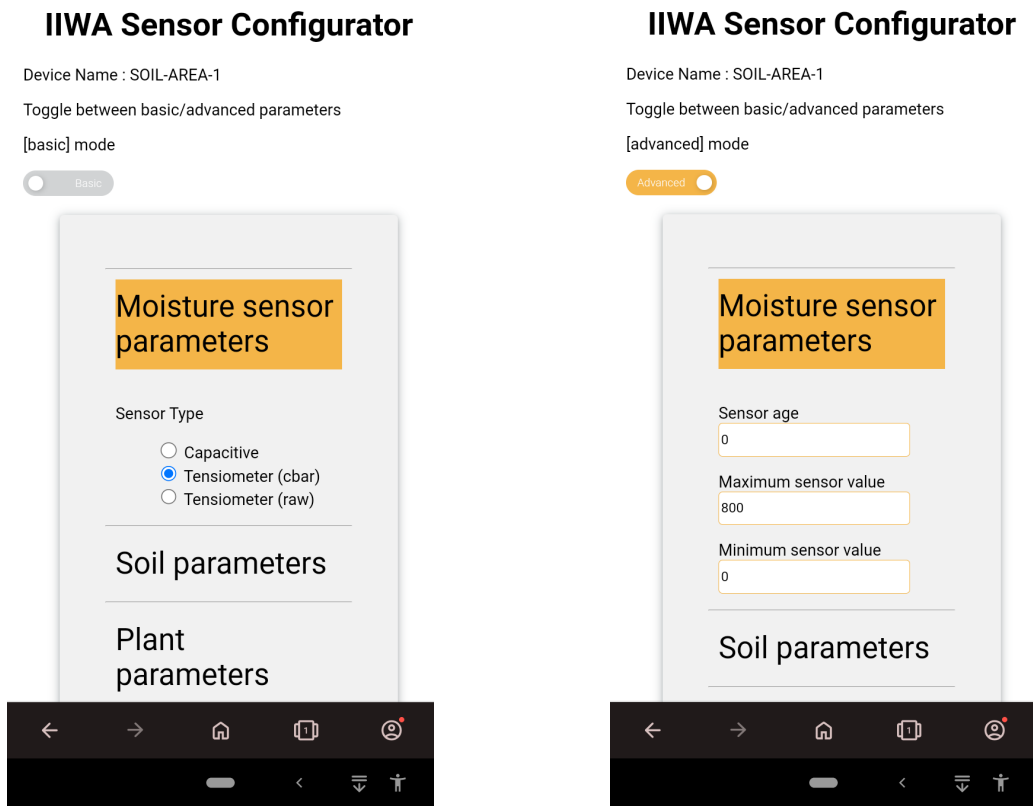 IIWA Sensor Configurator
Device Name : SOIL-AREA-1
Toggle between basic/advanced parameters
[basic] mode
Basic
Moisture sensor
parameters
Sensor Type
Capacitive
Tensiometer (cbar)
Tensiometer (raw)
Soil parameters
Plant
parameters
1
IIWA Sensor Configurator
Device Name : SOIL-AREA-1
Toggle between basic/advanced parameters
[advanced] mode
Advanced
Moisture sensor
parameters
Sensor age
0
Maximum sensor value
800
Minimum sensor value
0
Soil parameters
1